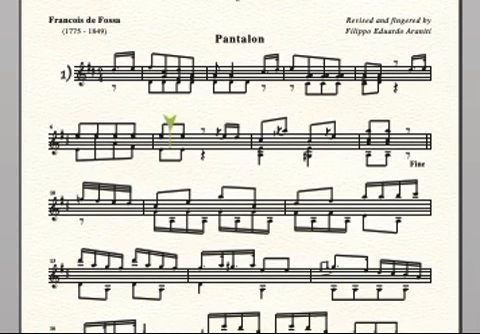 Francois de Fossa
(1775 - 1849)
Revised and fingered by
Filippo Eduardo Araniti
Pantalon
1)
Fine